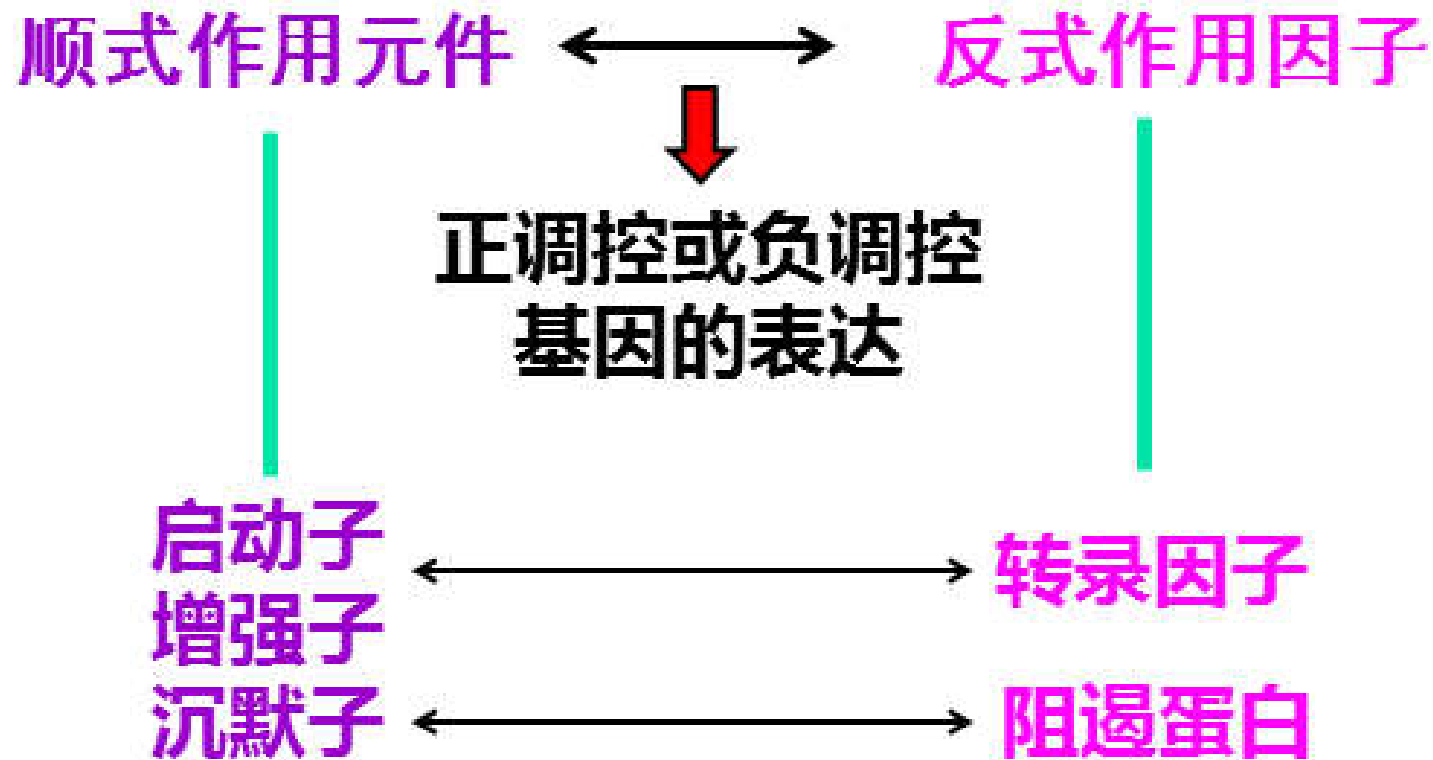 顺式作用元件
反式作用因子
正调控或负调控
基因的表达
启动子
增强子
沉默子
转录因子
阻遏蛋白